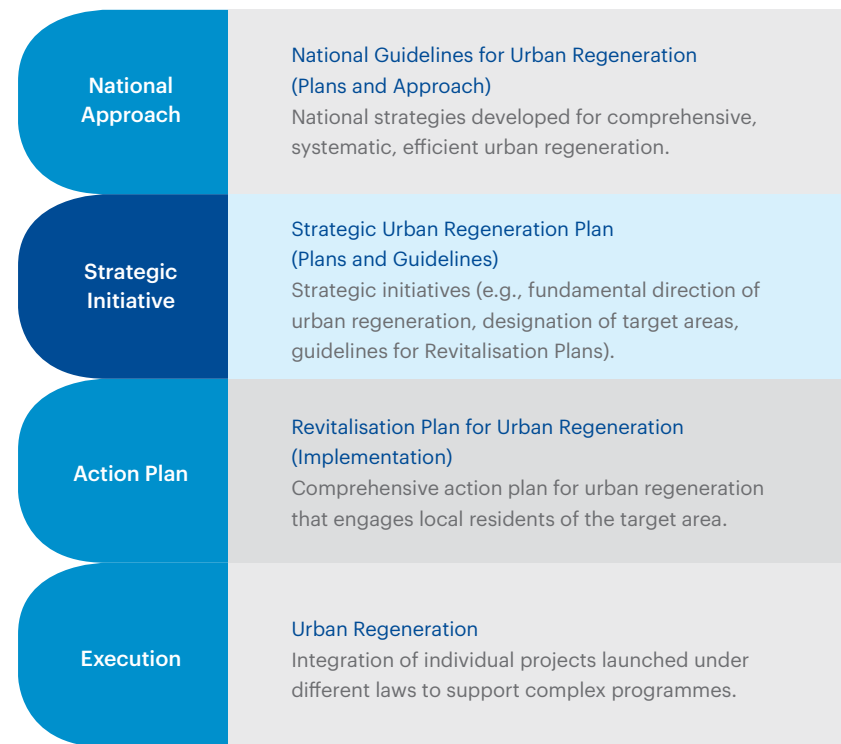 National
Approach
National Guidelines for Urban Regeneration
(Plans and Approach)
National strategies developed for comprehensive,
systematic, efficient urban regeneration.
Strategic
Initiative
Strategic Urban Regeneration Plan
(Plans and Guidelines)
Strategic initiatives (e.g., fundamental direction of
urban regeneration, designation of target areas,
guidelines for Revitalisation Plans).
Action Plan
Revitalisation Plan for Urban Regeneration
(Implementation)
Comprehensive action plan for urban regeneration
that engages local residents of the target area.
Execution
Urban Regeneration
Integration of individual projects launched under
different laws to support complex programmes.